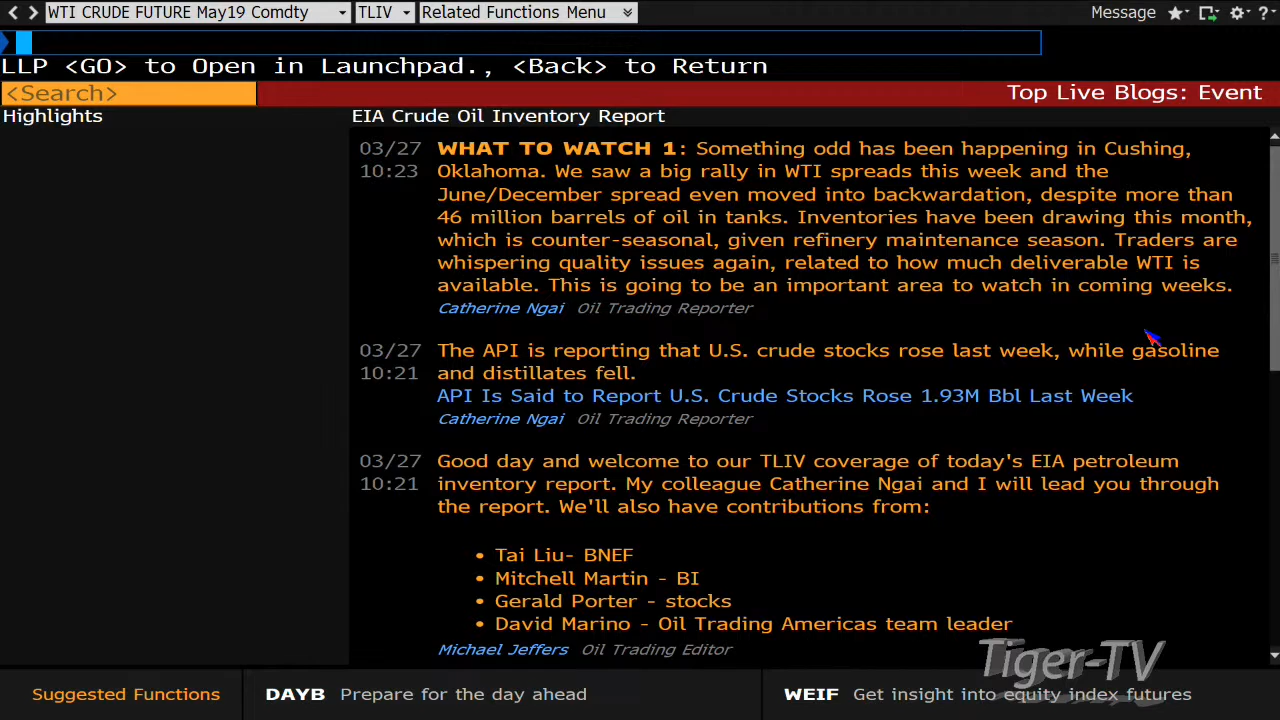 WTI CRUDE FUTURE May19 Comdty TLIV Related Functions Menu Message
LLP <GO> to Open in Launchpad., <Back> to Return
<Search> Top Live Blogs: Event
Highlights EIA Crude Oil Inventory Report
03/27 WHAT TO WATCH 1: Something odd has been happening in Cushing,
10:23 Oklahoma. We saw a big rally in WTI spreads this week and the
June/December spread even moved into backwardation, despite more than
46 million barrels of oil in tanks. Inventories have been drawing this month,
which is counter-seasonal, given refinery maintenance season. Traders are
whispering quality issues again, related to how much deliverable WTI is
available. This is going to be an important area to watch in coming weeks.
Catherine Ngai Oil Trading Reporter
03/27 The API is reporting that U.S. crude stocks rose last week, while gasoline
10:21 and distillates fell.
API Is Said to Report U.S. Crude Stocks Rose 1.93M Bbl Last Week
Catherine Ngai Oil Trading Reporter
03/27 Good day and welcome to our TLIV coverage of today's EIA petroleum
10:21 inventory report. My colleague Catherine Ngai and I will lead you through
the report. We'll also have contributions from:
• Tai Liu- BNEF
• Mitchell Martin - BI
• Gerald Porter - stocks
• David Marino - Oil Trading Americas team leader
Michael Jeffers Oil Trading Editor
Tiger-TV
Suggested Functions DAYB Prepare for the day ahead WEIF Get insight into equity index futures